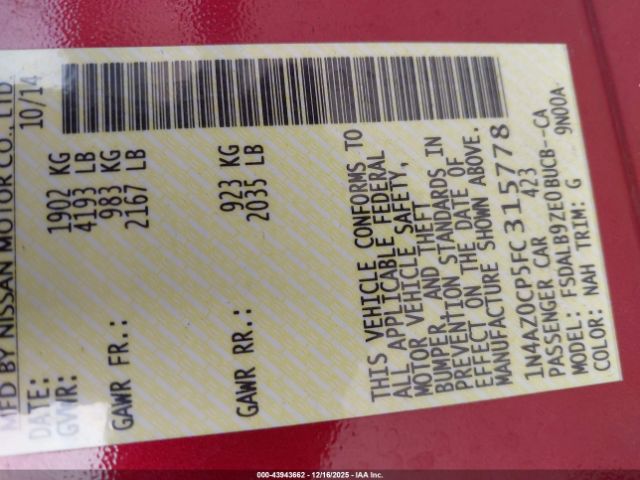 MFD BY NISSAN MOTOR CO., LTD
DATE: 10/14
GVWR: 1902 KG
4193 LB
GAWR FR.: 983 KG
2167 LB
GAWR RR.: 923 KG
2035 LB
THIS VEHICLE CONFORMS TO
ALL APPLICABLE FEDERAL
MOTOR VEHICLE SAFETY,
BUMPER, AND THEFT
PREVENTION STANDARDS IN
EFFECT ON THE DATE OF
MANUFACTURE SHOWN ABOVE.
1N4AZ0CP5FC315778
PASSENGER CAR 423
MODEL: FSDALB9ZE0BUCB--CA
COLOR: NAH TRIM: G 9N00A
000-43943662 - 12/16/2025 - IAA Inc.